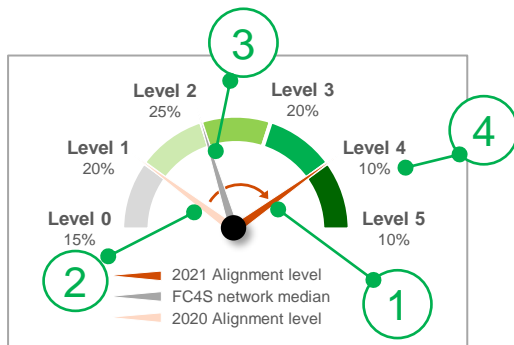 3
Level 2
25%
Level 3
20%
4
Level 1
20%
Level 4
10%
Level 0
15%
Level 5
10%
2
1
2021 Alignment level
FC4S network median
2020 Alignment level